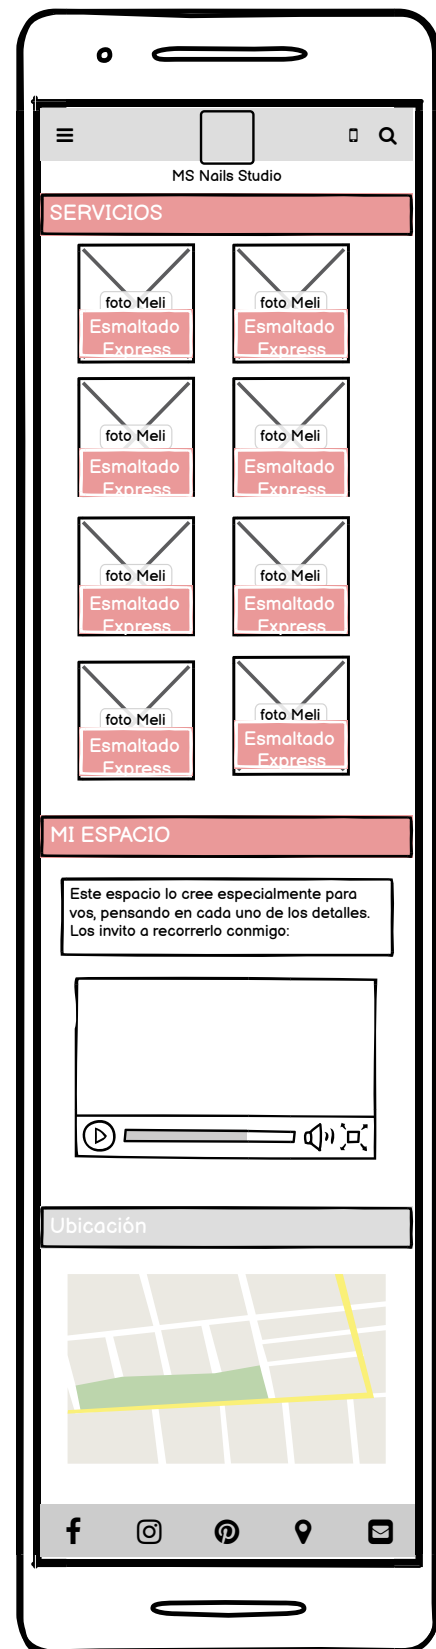 MS Nails Studio
SERVICIOS
foto Meli
Esmaltado
Express
foto Meli
Esmaltado
Express
foto Meli
Esmaltado
Express
foto Meli
Esmaltado
Express
foto Meli
Esmaltado
Express
foto Meli
Esmaltado
Express
foto Meli
Esmaltado
Express
foto Meli
Esmaltado
Express
MI ESPACIO
Este espacio lo cree especialmente para
vos, pensando en cada uno de los detalles.
Los invito a recorrerlo conmigo:
Ubicación